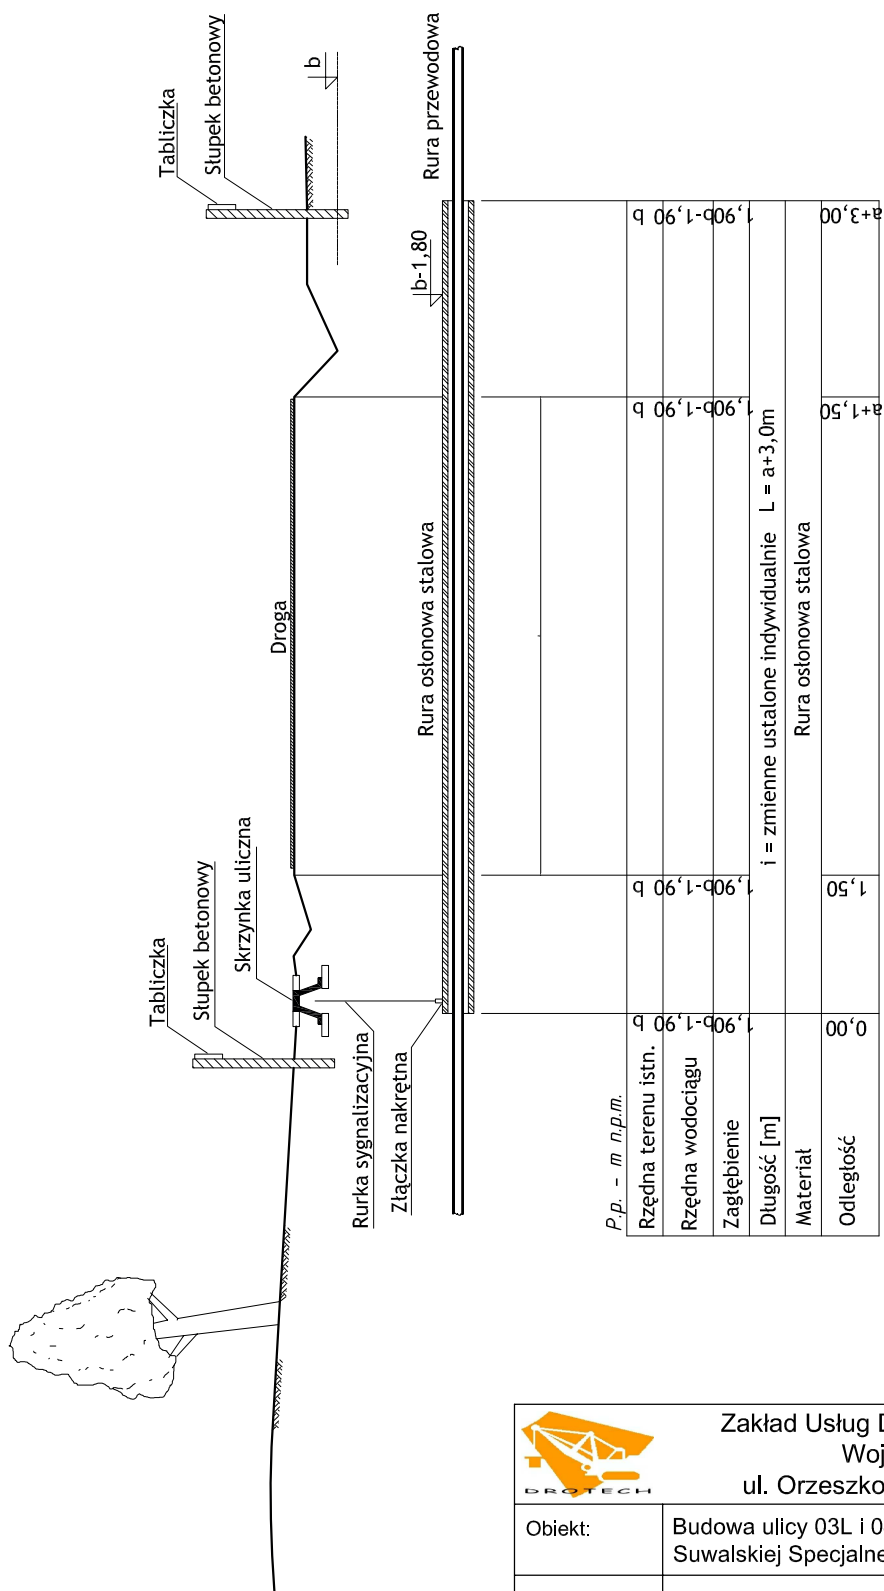 Tabliczka
Słupek betonowy
b
Rura przewodowa
b-1,80
Droga
Rura osłonowa stalowa
Tabliczka
Słupek betonowy
Skrzynka uliczna
Rurka sygnalizacyjna
Złączka nakrętna
P.p. - m n.p.m.
Rzędna terenu istn. b b b b
Rzędna wodociągu b-1,90 b-1,90 b-1,90 b-1,90
Zagłębienie 1,90 1,90 1,90 1,90
Długość [m] i = zmienne ustalone indywidualnie L = a+3,0m
Materiał Rura osłonowa stalowa
Odległość 0,00 1,50 a+1,50 a+3,00
DROTECH
Zakład Usług
Woj
ul. Orzeszko
Obiekt: Budowa ulicy 03L i 0
Suwalskiej Specjalne